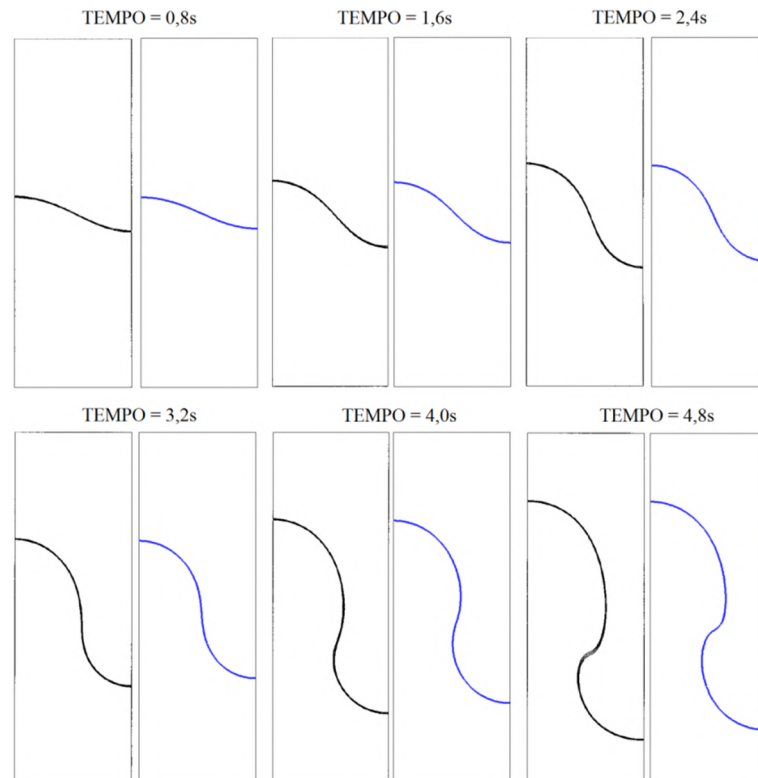 TEMPO = 0,8s
TEMPO = 1,6s
TEMPO = 2,4s
TEMPO = 3,2s
TEMPO = 4,0s
TEMPO = 4,8s